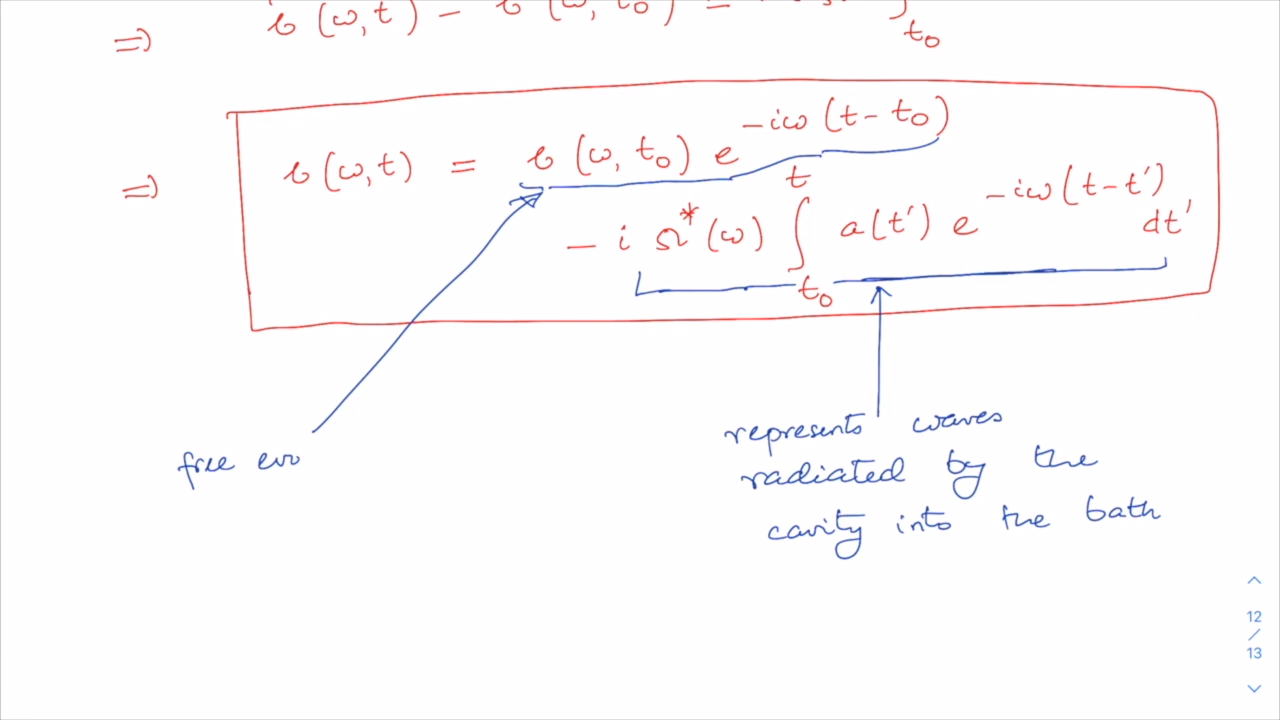 ⇒ b(ω,t) − b(ω,t₀) =
t₀
⇒ b(ω,t) = b(ω,t₀) e^{−iω(t−t₀)}
− i Ω*(ω) ∫_{t₀}^{t} a(t′) e^{−iω(t−t′)} dt′
free evo
represents waves
radiated by the
cavity into the bath
12
/
13